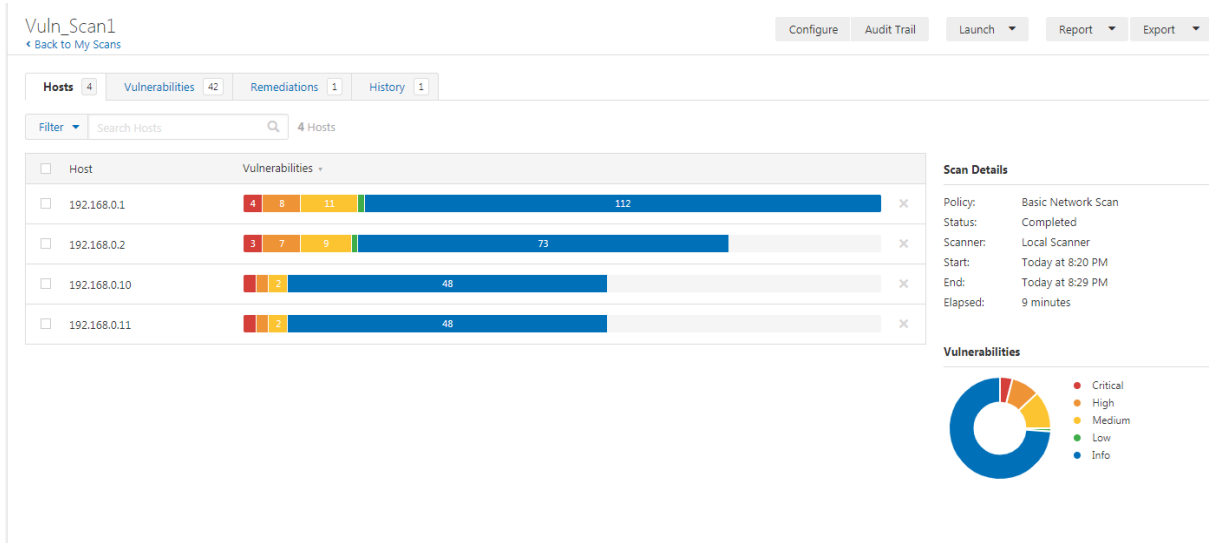 Vuln_Scan1
Back to My Scans
Configure Audit Trail Launch Report Export
Hosts 4 Vulnerabilities 42 Remediations 1 History 1
Filter Search Hosts 4 Hosts
Host Vulnerabilities
192.168.0.1 4 8 11 112
192.168.0.2 3 7 9 73
192.168.0.10 2 48
192.168.0.11 2 48
Scan Details
Policy: Basic Network Scan
Status: Completed
Scanner: Local Scanner
Start: Today at 8:20 PM
End: Today at 8:29 PM
Elapsed: 9 minutes
Vulnerabilities
Critical
High
Medium
Low
Info